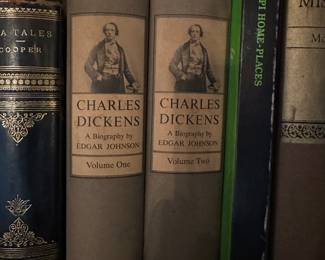 A TALES
COOPER
CHARLES
DICKENS
A Biography by
EDGAR JOHNSON
Volume One
CHARLES
DICKENS
A Biography by
EDGAR JOHNSON
Volume Two
PI HOME-PLACES